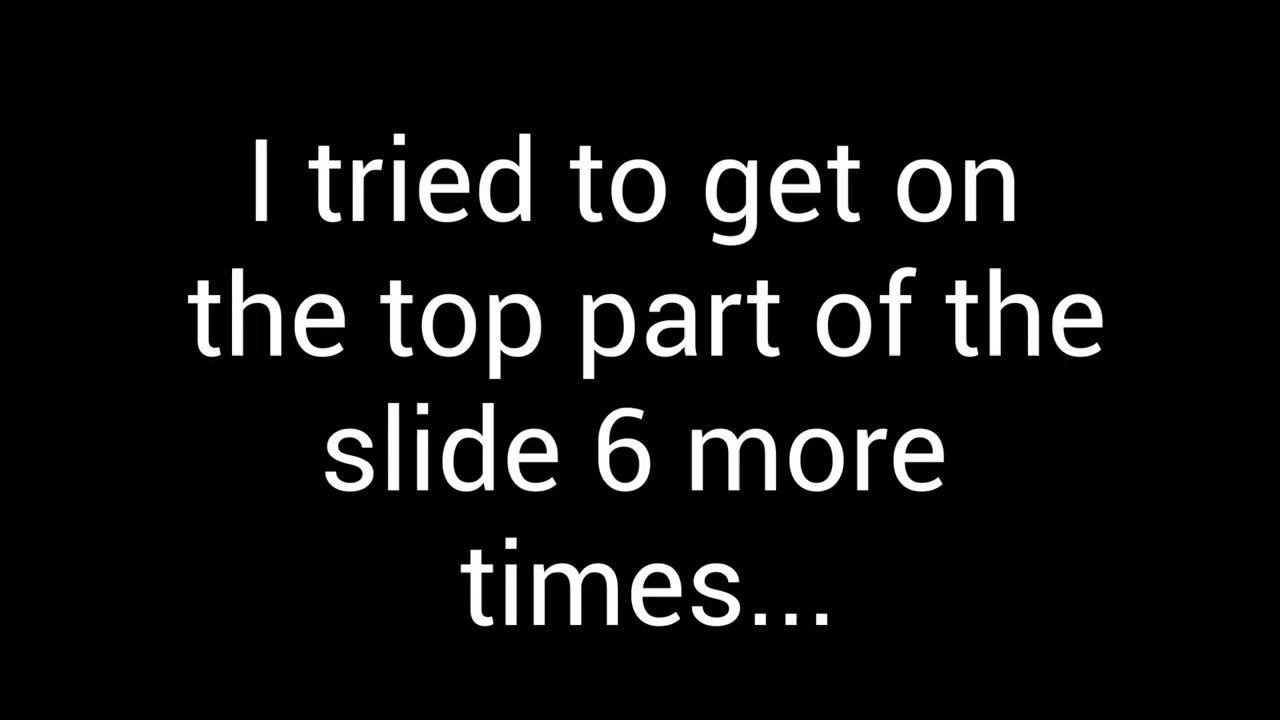 I tried to get on
the top part of the
slide 6 more
times...